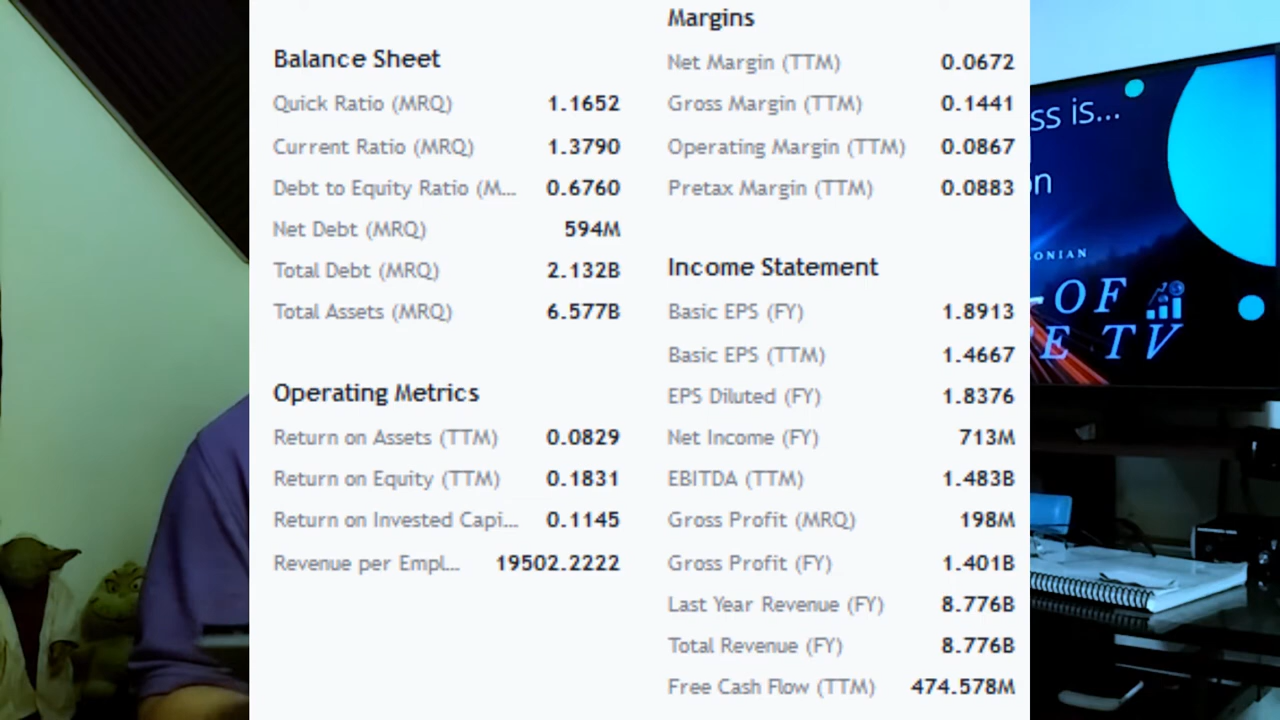 Balance Sheet
Quick Ratio (MRQ) 1.1652
Current Ratio (MRQ) 1.3790
Debt to Equity Ratio (M... 0.6760
Net Debt (MRQ) 594M
Total Debt (MRQ) 2.132B
Total Assets (MRQ) 6.577B
Operating Metrics
Return on Assets (TTM) 0.0829
Return on Equity (TTM) 0.1831
Return on Invested Capi... 0.1145
Revenue per Empl... 19502.2222
Margins
Net Margin (TTM) 0.0672
Gross Margin (TTM) 0.1441
Operating Margin (TTM) 0.0867
Pretax Margin (TTM) 0.0883
Income Statement
Basic EPS (FY) 1.8913
Basic EPS (TTM) 1.4667
EPS Diluted (FY) 1.8376
Net Income (FY) 713M
EBITDA (TTM) 1.483B
Gross Profit (MRQ) 198M
Gross Profit (FY) 1.401B
Last Year Revenue (FY) 8.776B
Total Revenue (FY) 8.776B
Free Cash Flow (TTM) 474.578M
ss is...
on
ONIAN
OF
E TV